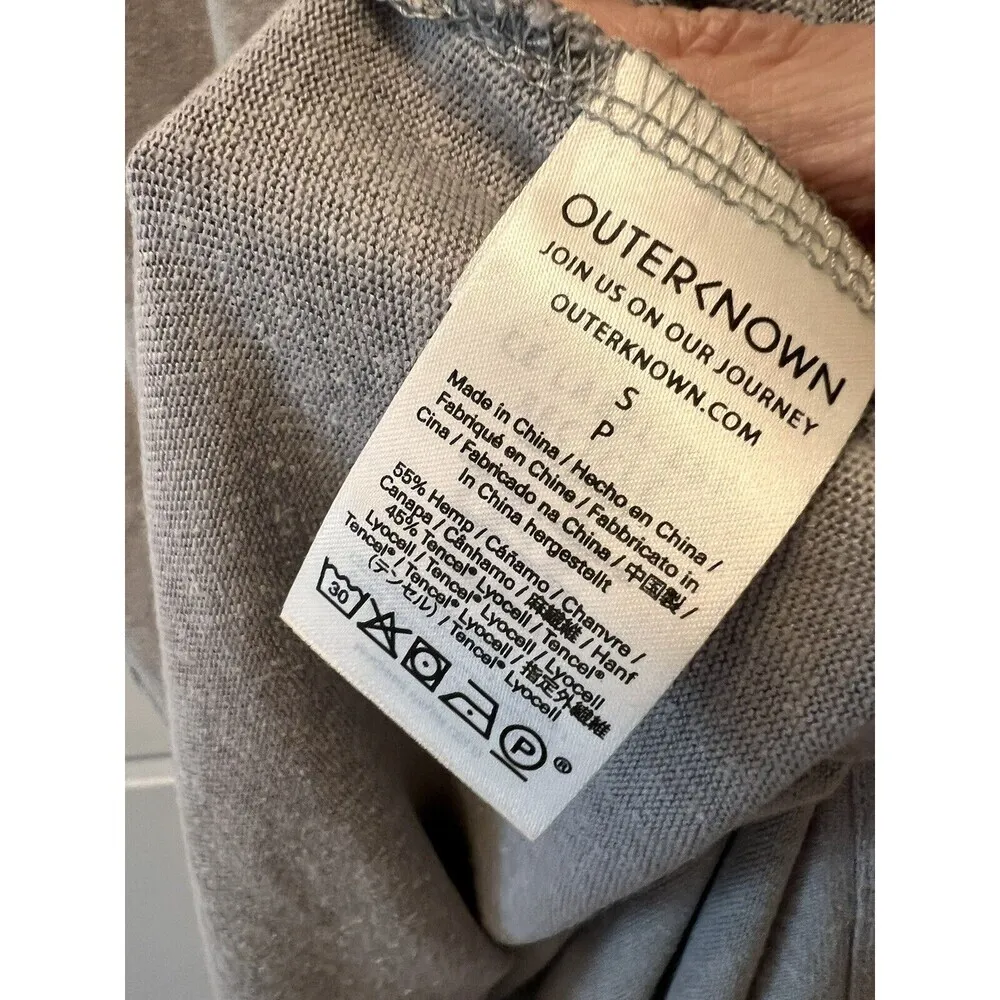 OUTERKNOWN
JOIN US ON OUR JOURNEY
OUTERKNOWN.COM
S
P
Made in China / Hecho en China /
Fabriqué en Chine / Fabbricato in
Cina / Fabricado na China / 中国製 /
In China hergestellt
55% Hemp / Cáñamo / Chanvre /
Canapa / Cânhamo / 麻繊維 / Hanf
45% Tencel® Lyocell / Tencel®
Lyocell / Tencel® Lyocell /
Tencel® / Tencel® Lyocell / 指定外繊維
(テンセル) / Tencel® Lyocell
30
P ®